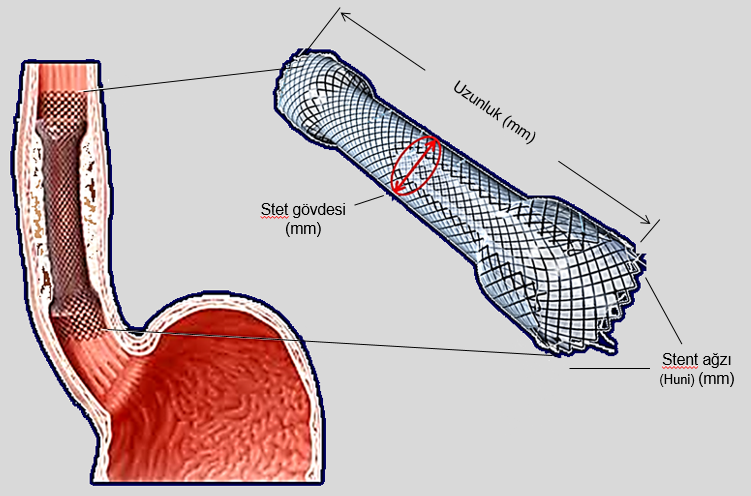 Uzunluk (mm)
Stet gövdesi
(mm)
Stent ağzı
(Huni) (mm)